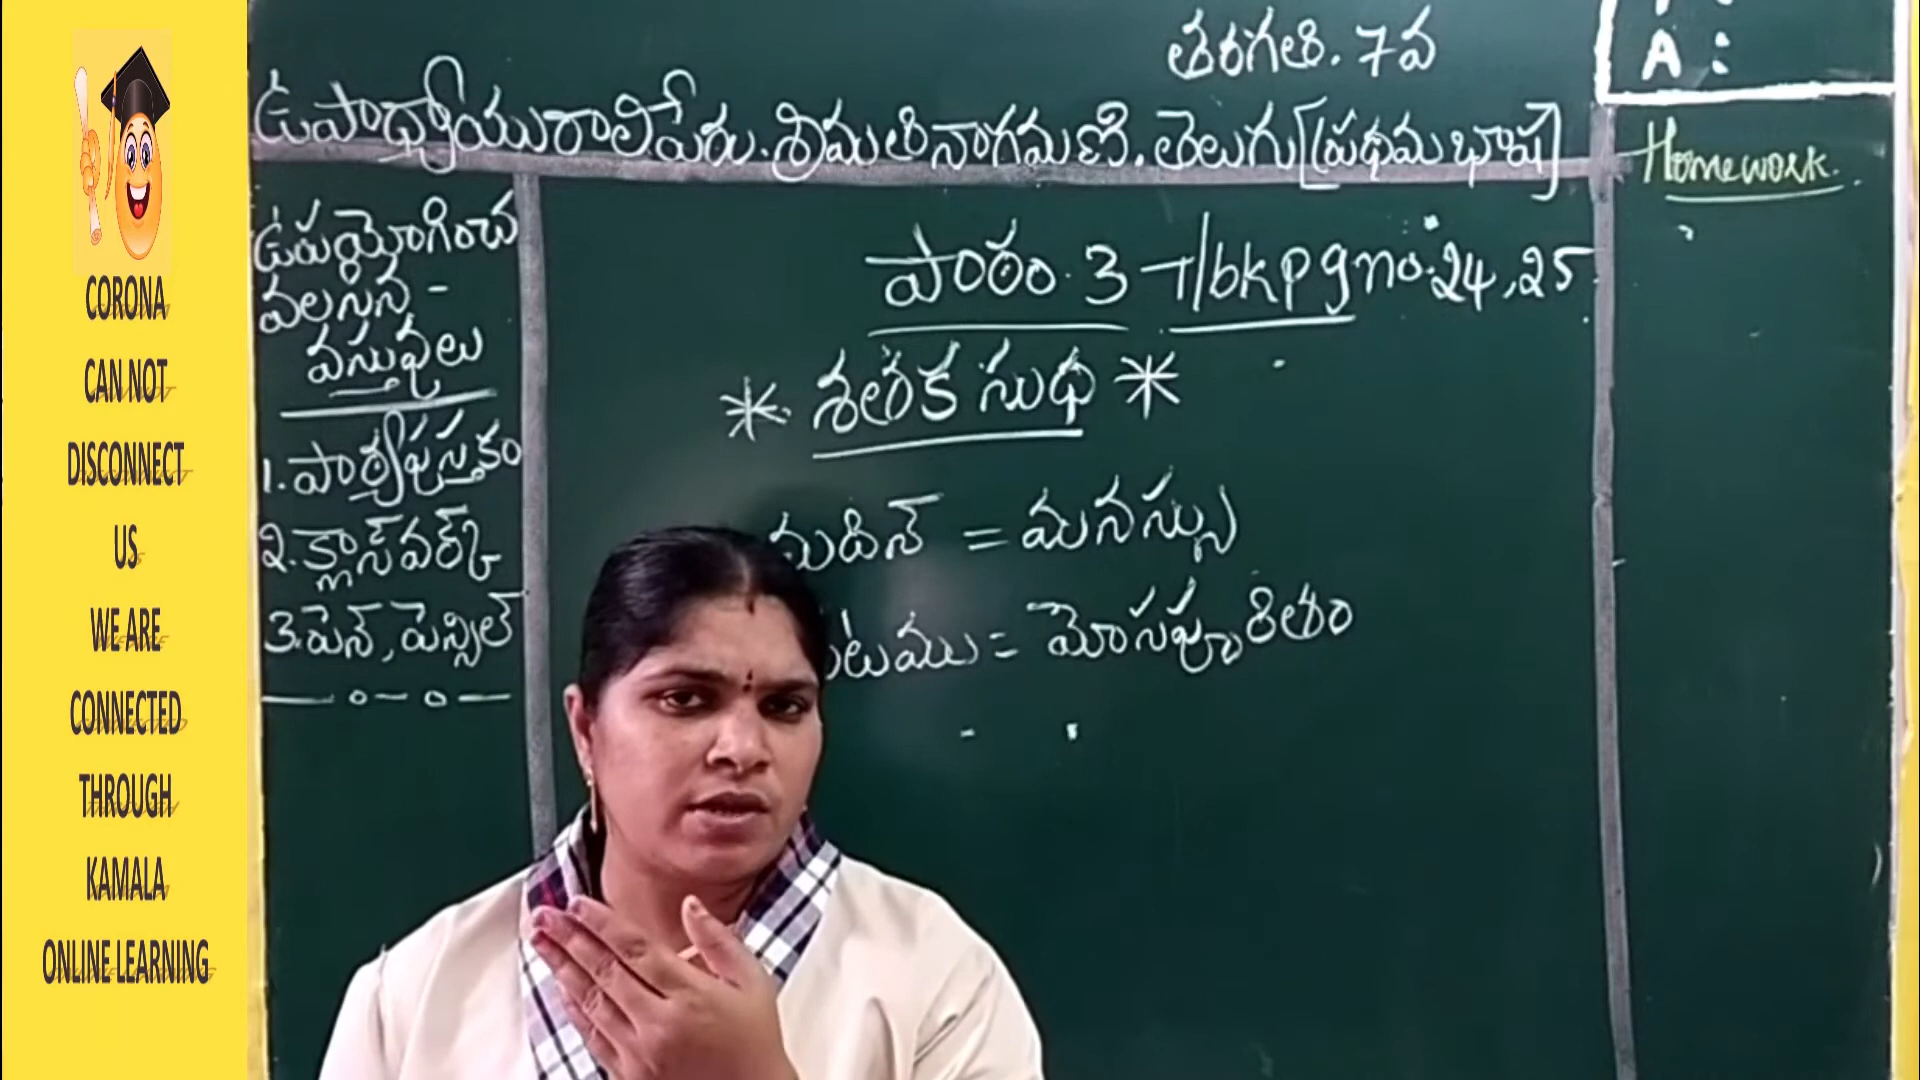 CORONA
CAN NOT
DISCONNECT
US
WE ARE
CONNECTED
THROUGH
KAMALA
ONLINE LEARNING
తరగతి. 7వ
ఉపాధ్యాయురాలిపేరు. శ్రీమతి నాగమణి. తెలుగు [ప్రథమ భాష]
ఉపయోగించ
వలసిన -
వస్తువులు
1. పాఠ్యపుస్తకం
2. క్లాస్ వర్క్
3. పెన్, పెన్సిల్
పాఠం. 3 - T/bk pg no. 24, 25
* శతక సుధ *
మదిన్ = మనస్సు
టము = మోసపూరితం
A :
Homework.